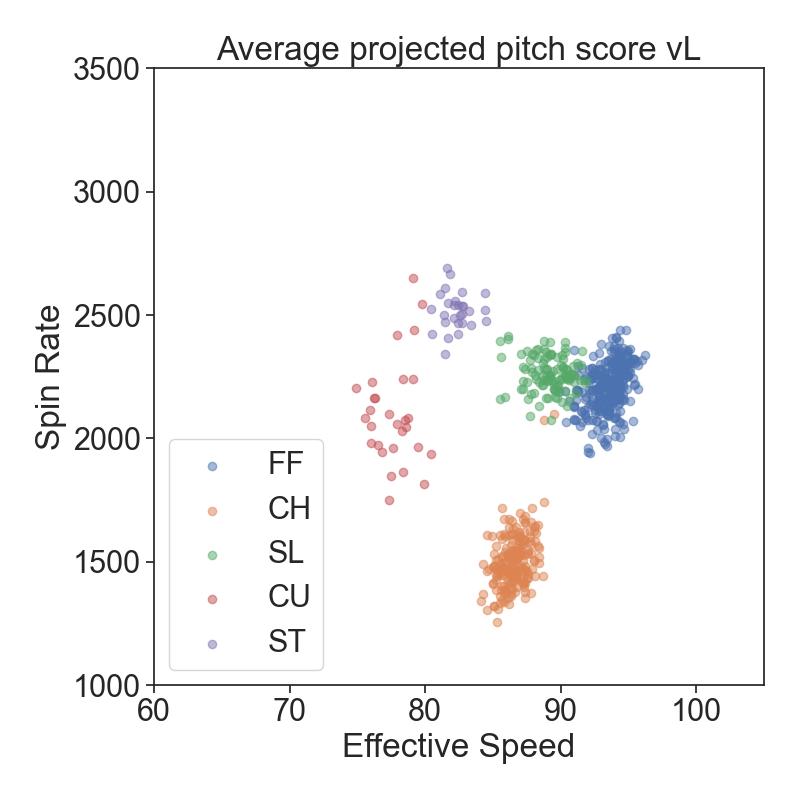 Average projected pitch score vL
3500
3000
2500
2000
1500
1000
Spin Rate
FF
CH
SL
CU
ST
60 70 80 90 100
Effective Speed